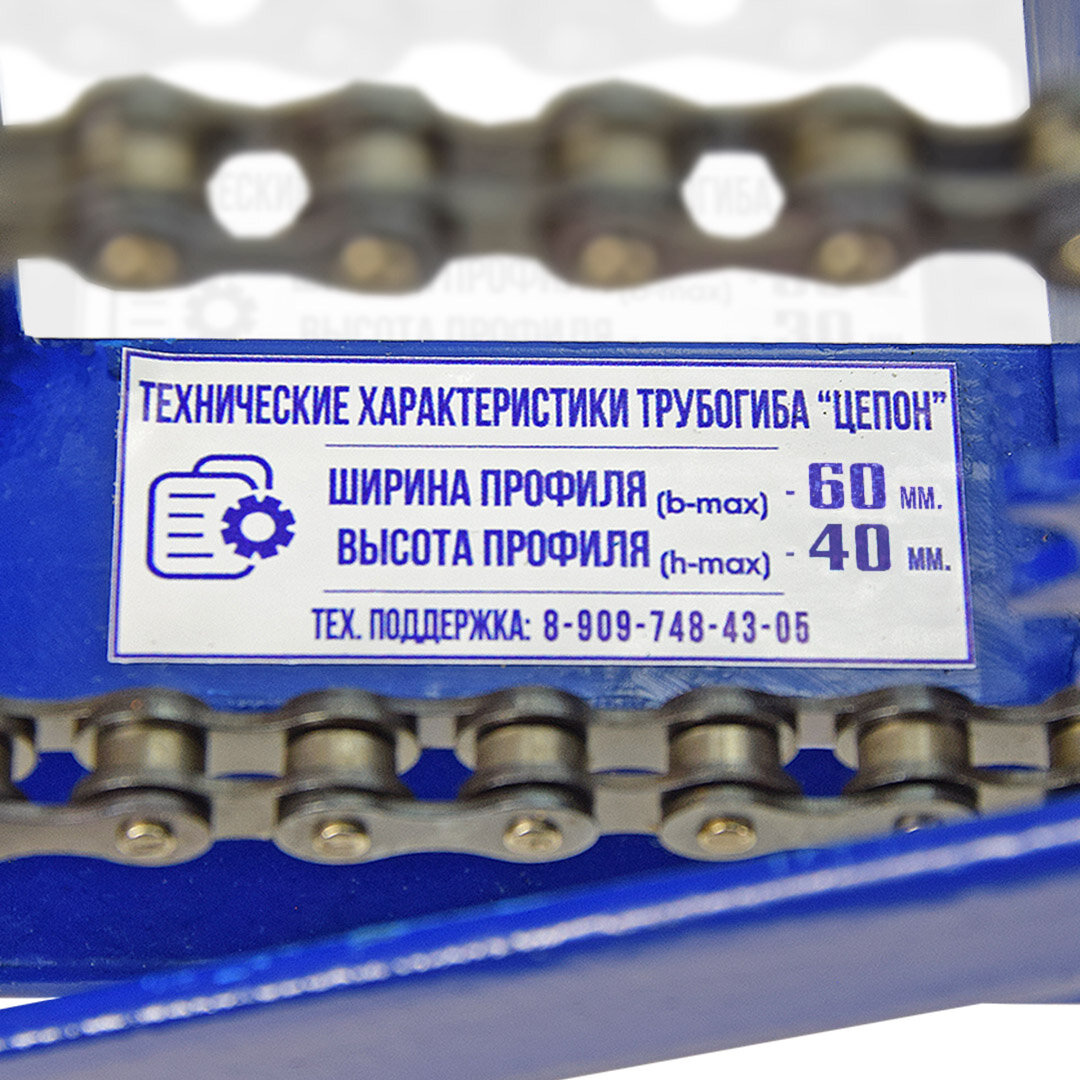 ТЕХНИЧЕСКИЕ ХАРАКТЕРИСТИКИ ТРУБОГИБА “ЦЕПОН”
ШИРИНА ПРОФИЛЯ (b-max) - 60 мм.
ВЫСОТА ПРОФИЛЯ (h-max) - 40 мм.
ТЕХ. ПОДДЕРЖКА: 8-909-748-43-05